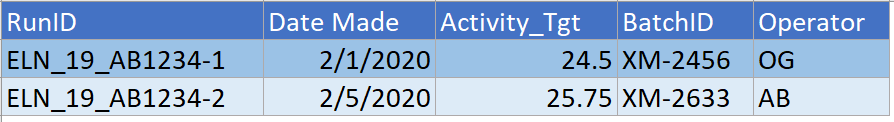 RunID Date Made Activity_Tgt BatchID Operator
ELN_19_AB1234-1 2/1/2020 24.5 XM-2456 OG
ELN_19_AB1234-2 2/5/2020 25.75 XM-2633 AB